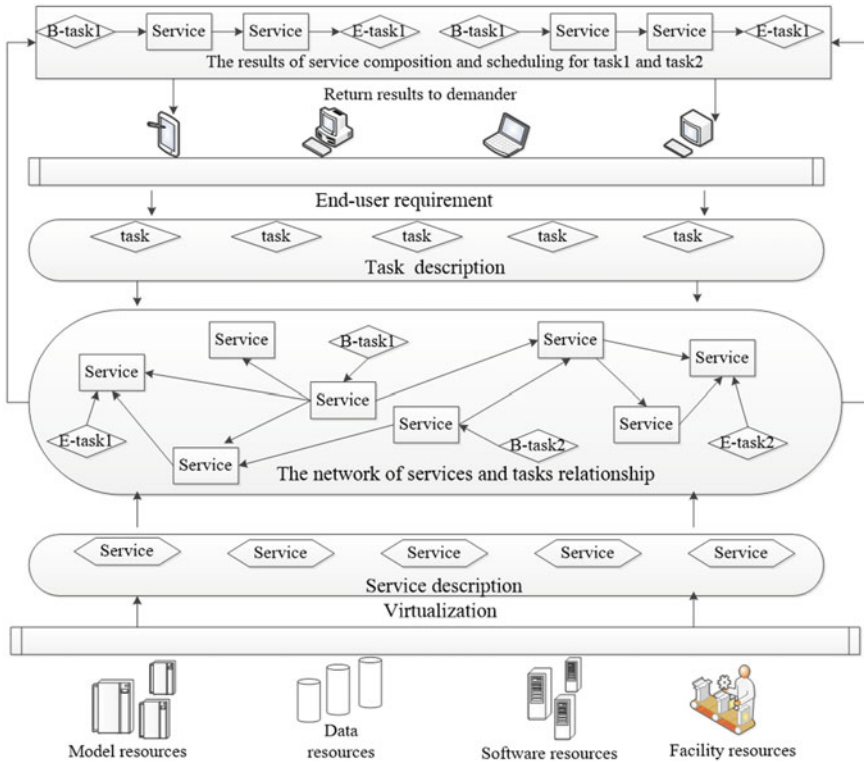 B-task1 Service Service E-task1 B-task1 Service Service E-task1
The results of service composition and scheduling for task1 and task2
Return results to demander
End-user requirement
task task task task task
Task description
B-task1
Service Service Service
Service
Service
Service Service
E-task1 B-task2 E-task2
Service
The network of services and tasks relationship
Service Service Service Service Service
Service description
Virtualization
Model resources
Data
resources
Software resources
Facility resources